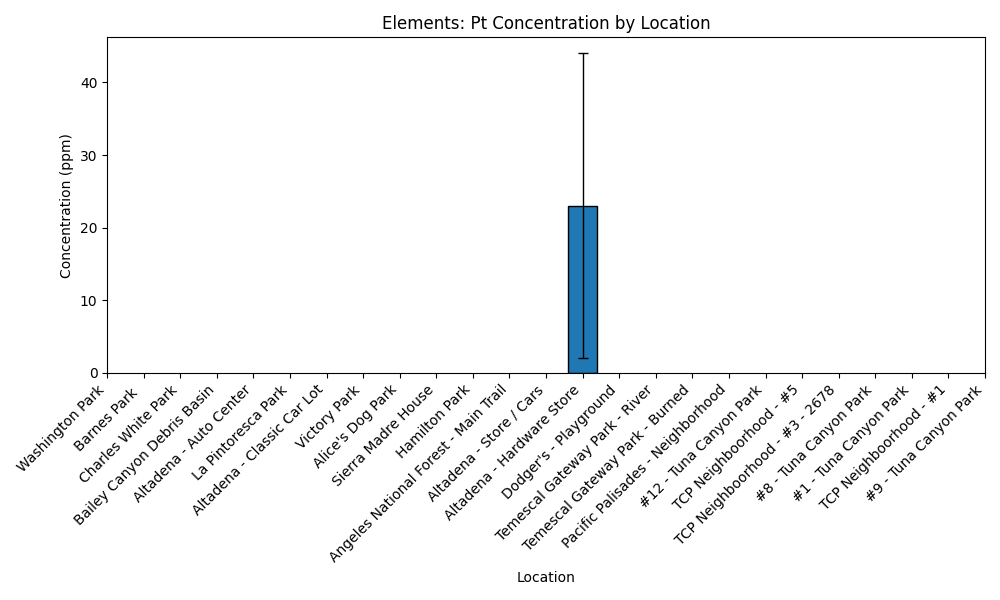 Elements: Pt Concentration by Location
Concentration (ppm)
40
30
20
10
0
Washington Park
Barnes Park
Charles White Park
Bailey Canyon Debris Basin
Altadena - Auto Center
La Pintoresca Park
Altadena - Classic Car Lot
Victory Park
Alice's Dog Park
Sierra Madre House
Hamilton Park
Angeles National Forest - Main Trail
Altadena - Store / Cars
Altadena - Hardware Store
Dodger's - Playground
Temescal Gateway Park - River
Temescal Gateway Park - Burned
Pacific Palisades - Neighborhood
#12 - Tuna Canyon Park
TCP Neighborhood - #5
TCP Neighboorhood - #3 - 2678
#8 - Tuna Canyon Park
#1 - Tuna Canyon Park
TCP Neighboorhood - #1
#9 - Tuna Canyon Park
Location